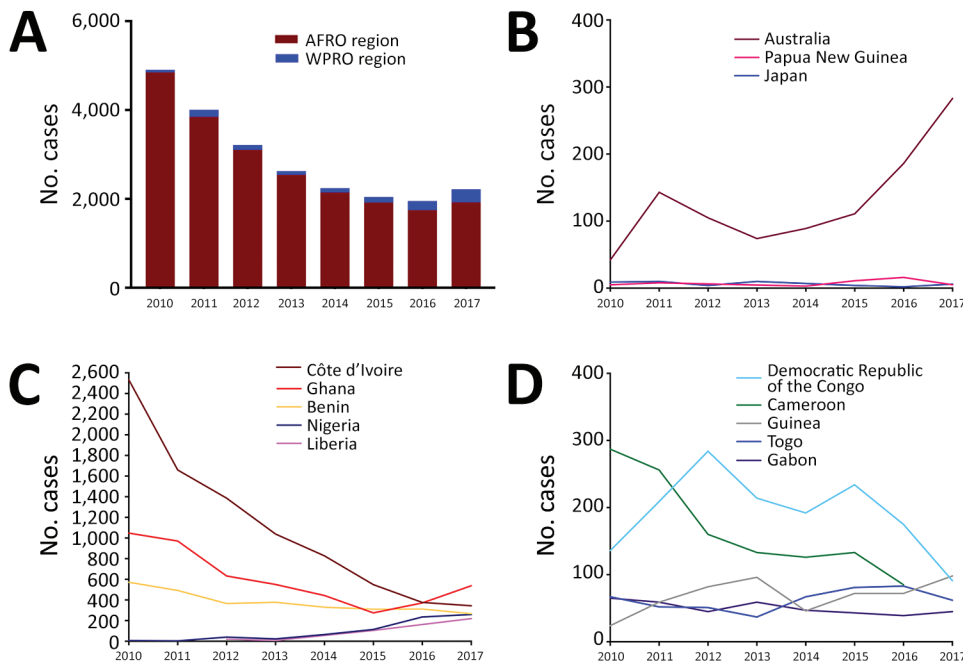 A
6,000
4,000
2,000
0
No. cases
AFRO region
WPRO region
2010 2011 2012 2013 2014 2015 2016 2017
B
400
300
200
100
0
No. cases
Australia
Papua New Guinea
Japan
2010 2011 2012 2013 2014 2015 2016 2017
C
2,600
2,400
2,200
2,000
1,800
1,600
1,400
1,200
1,000
800
600
400
200
0
No. cases
Côte d’Ivoire
Ghana
Benin
Nigeria
Liberia
2010 2011 2012 2013 2014 2015 2016 2017
D
400
300
200
100
0
No. cases
Democratic Republic
of the Congo
Cameroon
Guinea
Togo
Gabon
2010 2011 2012 2013 2014 2015 2016 2017